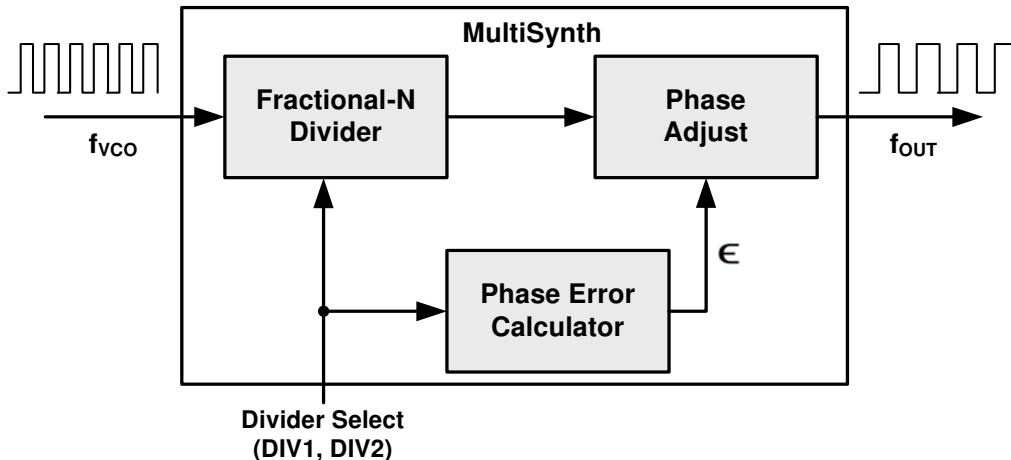 MultiSynth
Fractional-N
Divider
Phase
Adjust
fVCO
fOUT
ϵ
Phase Error
Calculator
Divider Select
(DIV1, DIV2)